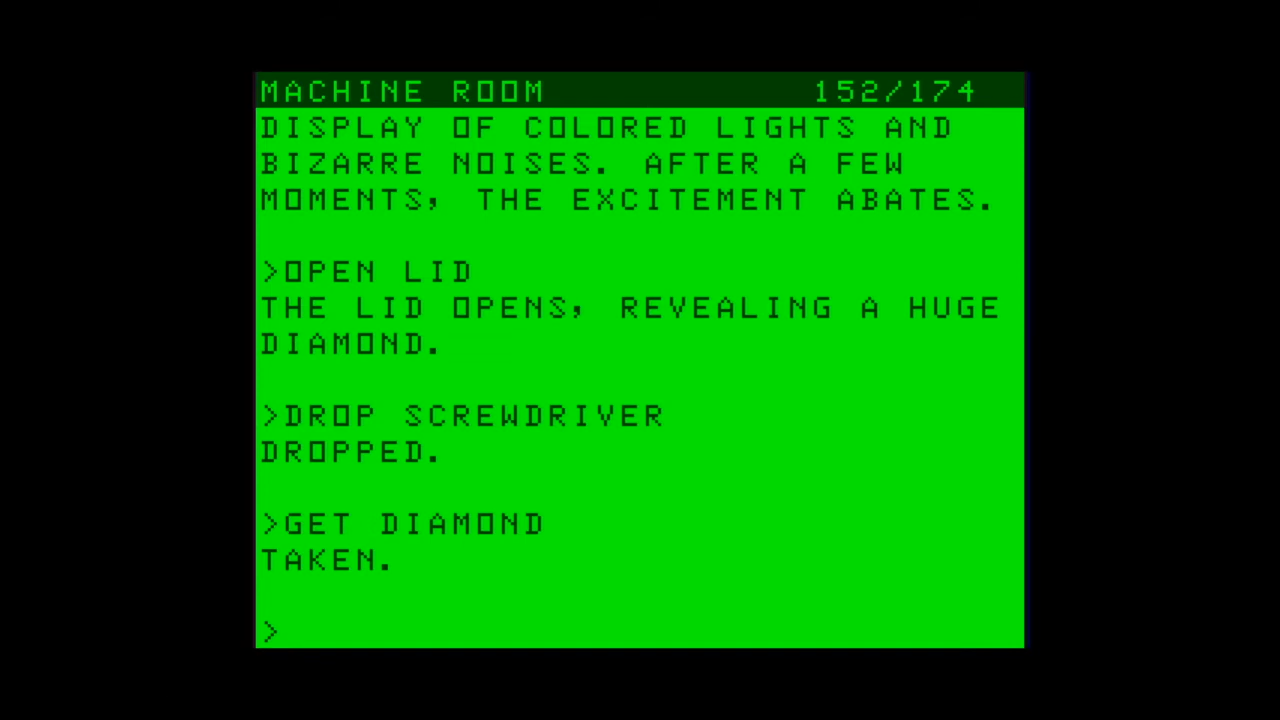 MACHINE ROOM 152/174
DISPLAY OF COLORED LIGHTS AND
BIZARRE NOISES. AFTER A FEW
MOMENTS, THE EXCITEMENT ABATES.
>OPEN LID
THE LID OPENS, REVEALING A HUGE
DIAMOND.
>DROP SCREWDRIVER
DROPPED.
>GET DIAMOND
TAKEN.
>